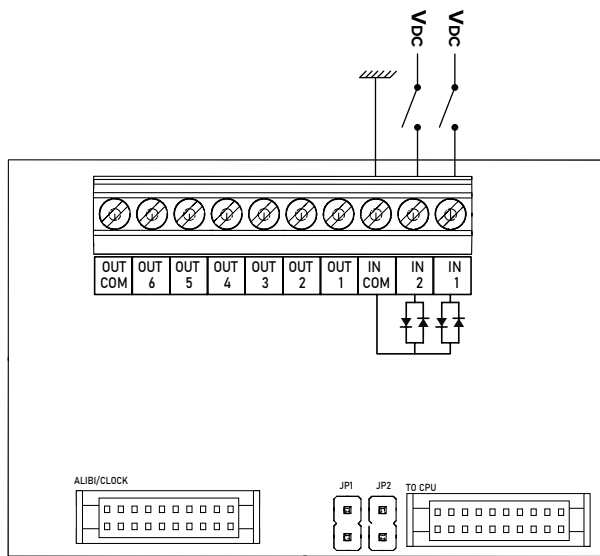 VDC VDC
OUT COM
OUT 6
OUT 5
OUT 4
OUT 3
OUT 2
OUT 1
IN COM
IN 2
IN 1
ALIBI/CLOCK
JP1
JP2
TO CPU